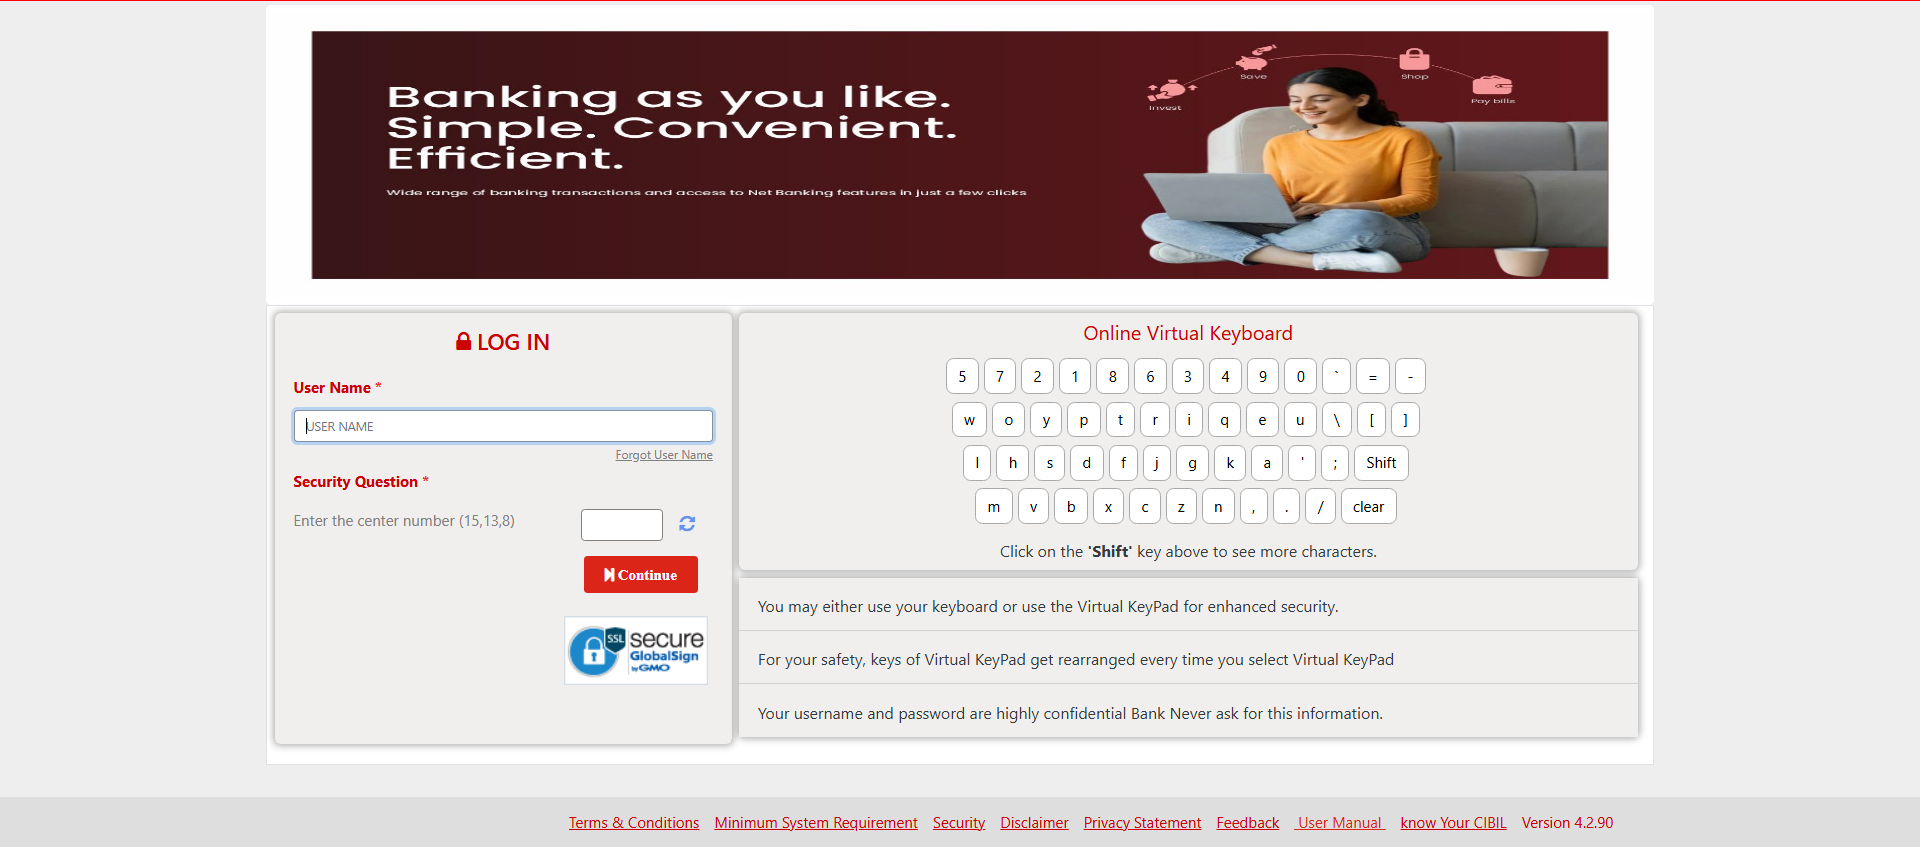 Banking as you like.
Simple. Convenient.
Efficient.
Wide range of banking transactions and access to Net Banking features in just a few clicks
Invest
Save
Shop
Pay bills
LOG IN
User Name *
USER NAME
Forgot User Name
Security Question *
Enter the center number (15,13,8)
Continue
SSL
secure
GlobalSign
by GMO
Online Virtual Keyboard
5 7 2 1 8 6 3 4 9 0 ` = -
w o y p t r i q e u \ [ ]
l h s d f j g k a ' ; Shift
m v b x c z n , . / clear
Click on the 'Shift' key above to see more characters.
You may either use your keyboard or use the Virtual KeyPad for enhanced security.
For your safety, keys of Virtual KeyPad get rearranged every time you select Virtual KeyPad
Your username and password are highly confidential Bank Never ask for this information.
Terms & Conditions Minimum System Requirement Security Disclaimer Privacy Statement Feedback User Manual know Your CIBIL Version 4.2.90